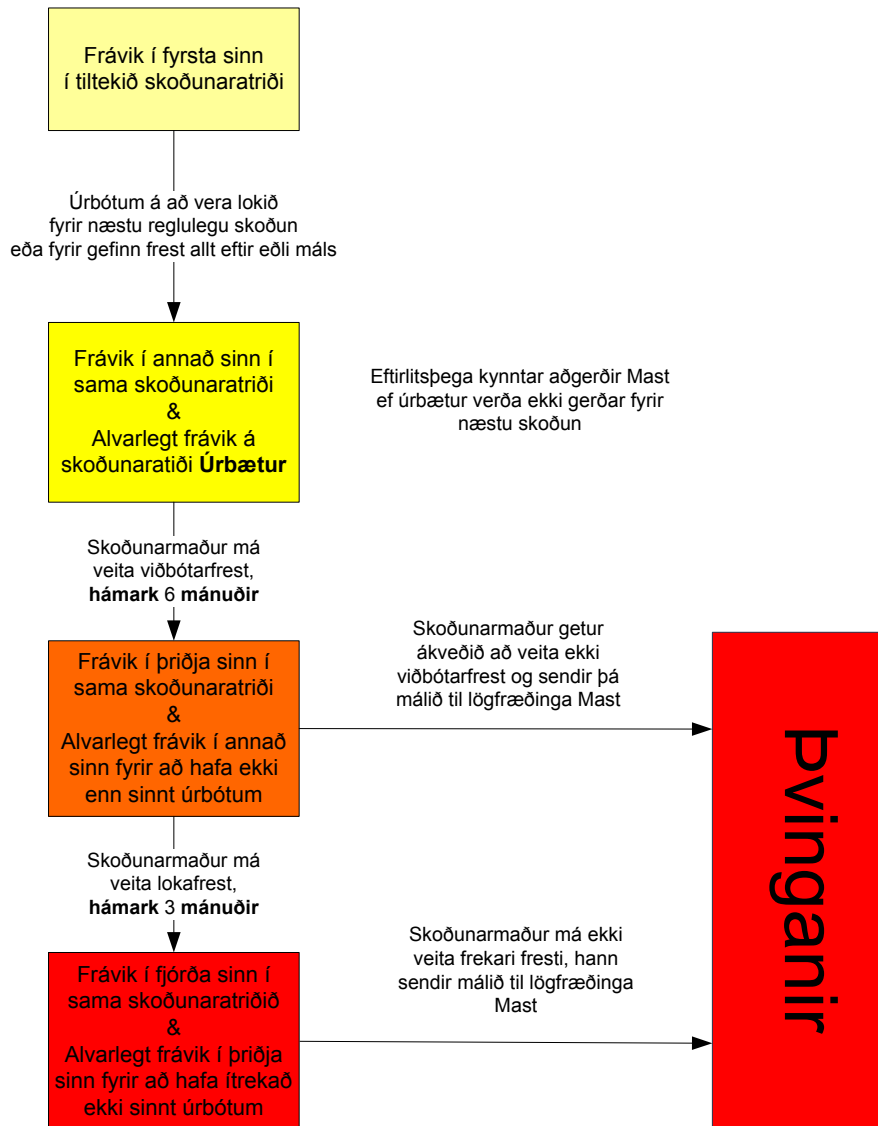 Frávik í fyrsta sinn
í tiltekið skoðunaratriði
Úrbótum á að vera lokið
fyrir næstu reglulegu skoðun
eða fyrir gefinn frest allt eftir eðli máls
Frávik í annað sinn í
sama skoðunaratriði
&
Alvarlegt frávik á
skoðunaratiði Úrbætur
Eftirlitsþega kynntar aðgerðir Mast
ef úrbætur verða ekki gerðar fyrir
næstu skoðun
Skoðunarmaður má
veita viðbótarfrest,
hámark 6 mánuðir
Frávik í þriðja sinn í
sama skoðunaratriði
&
Alvarlegt frávik í annað
sinn fyrir að hafa ekki
enn sinnt úrbótum
Skoðunarmaður getur
ákveðið að veita ekki
viðbótarfrest og sendir þá
málið til lögfræðinga Mast
Þvinganir
Skoðunarmaður má
veita lokafrest,
hámark 3 mánuðir
Frávik í fjórða sinn í
sama skoðunaratriðið
&
Alvarlegt frávik í þriðja
sinn fyrir að hafa ítrekað
ekki sinnt úrbótum
Skoðunarmaður má ekki
veita frekari fresti, hann
sendir málið til lögfræðinga
Mast